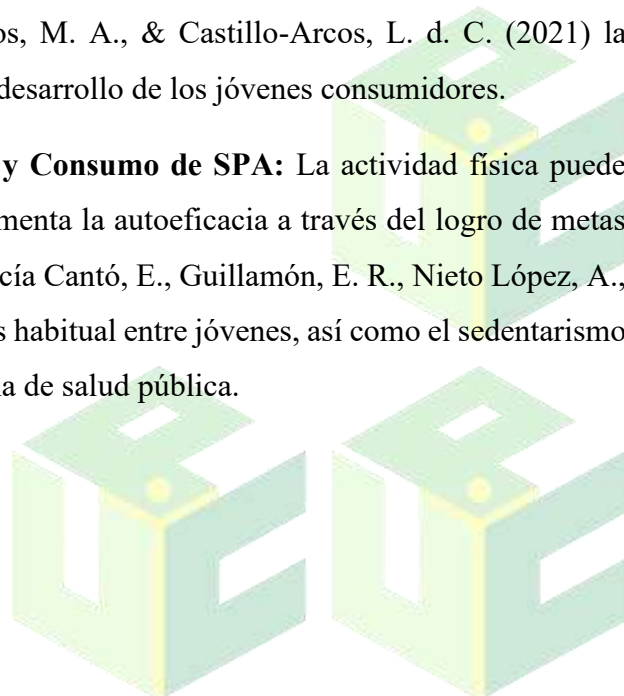 os, M. A., & Castillo-Arcos, L. d. C. (2021) la
desarrollo de los jóvenes consumidores.
y Consumo de SPA: La actividad física puede
menta la autoeficacia a través del logro de metas
cía Cantó, E., Guillamón, E. R., Nieto López, A.,
s habitual entre jóvenes, así como el sedentarismo
a de salud pública.